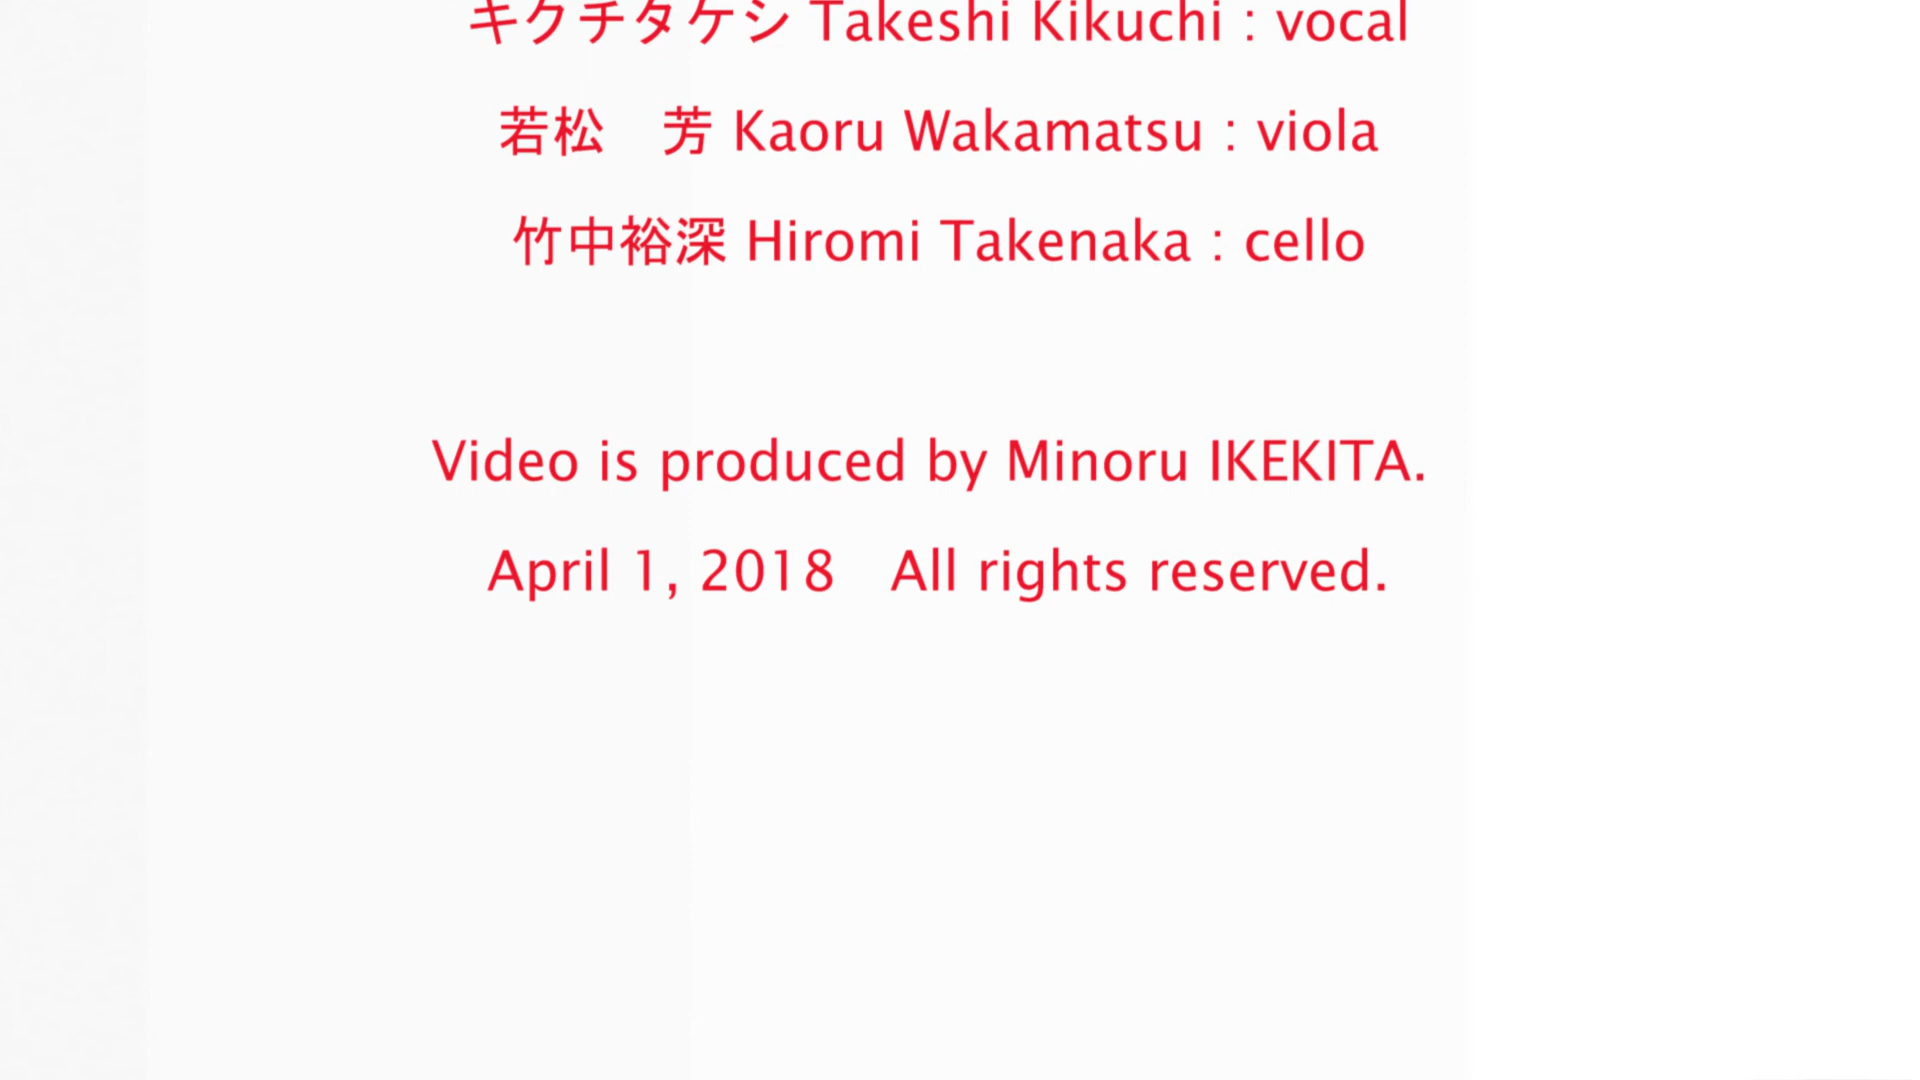 キクチタケシ Takeshi Kikuchi : vocal
若松　芳 Kaoru Wakamatsu : viola
竹中裕深 Hiromi Takenaka : cello
Video is produced by Minoru IKEKITA.
April 1, 2018　All rights reserved.